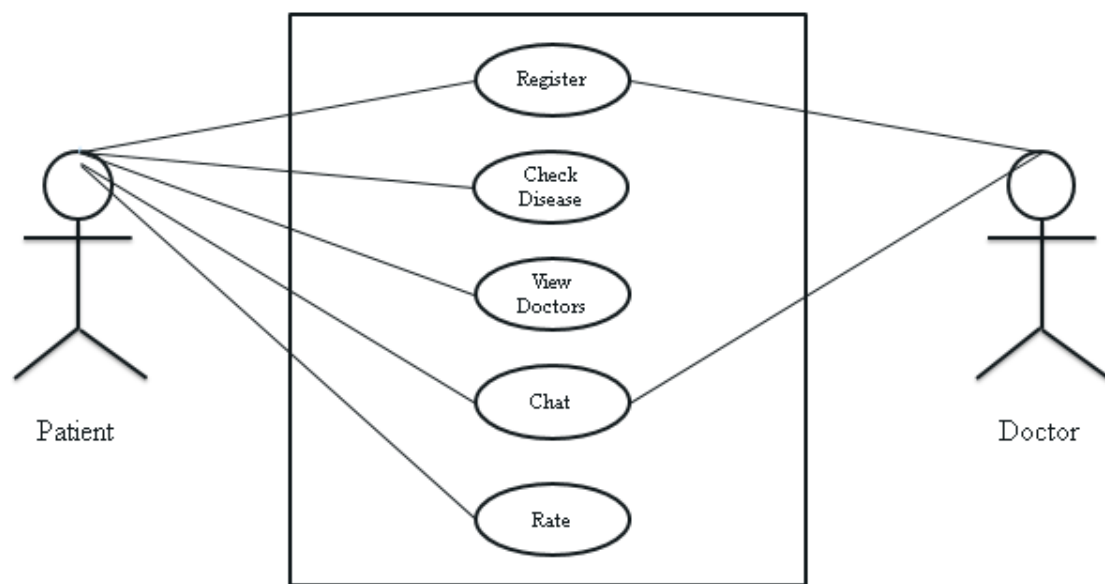 Register
Check
Disease
View
Doctors
Chat
Rate
Patient
Doctor